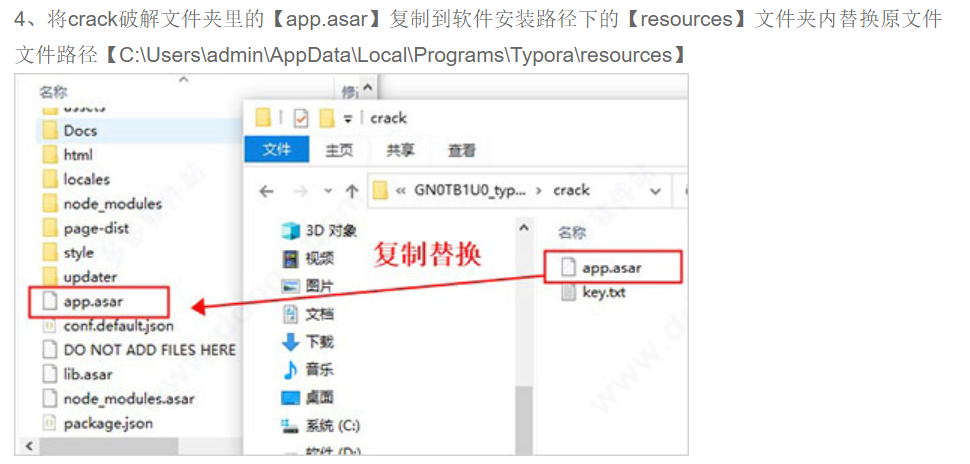 4、将crack破解文件夹里的【app.asar】复制到软件安装路径下的【resources】文件夹内替换原文件
文件路径【C:\Users\admin\AppData\Local\Programs\Typora\resources】
名称
Docs
html
locales
node_modules
page-dist
style
updater
app.asar
conf.default.json
DO NOT ADD FILES HERE
lib.asar
node_modules.asar
package.json
crack
文件 主页 共享 查看
« GN0TB1U0_typ... › crack
3D 对象
视频
图片
文档
下载
音乐
桌面
系统 (C:)
软件 (D:)
复制替换
名称
app.asar
key.txt